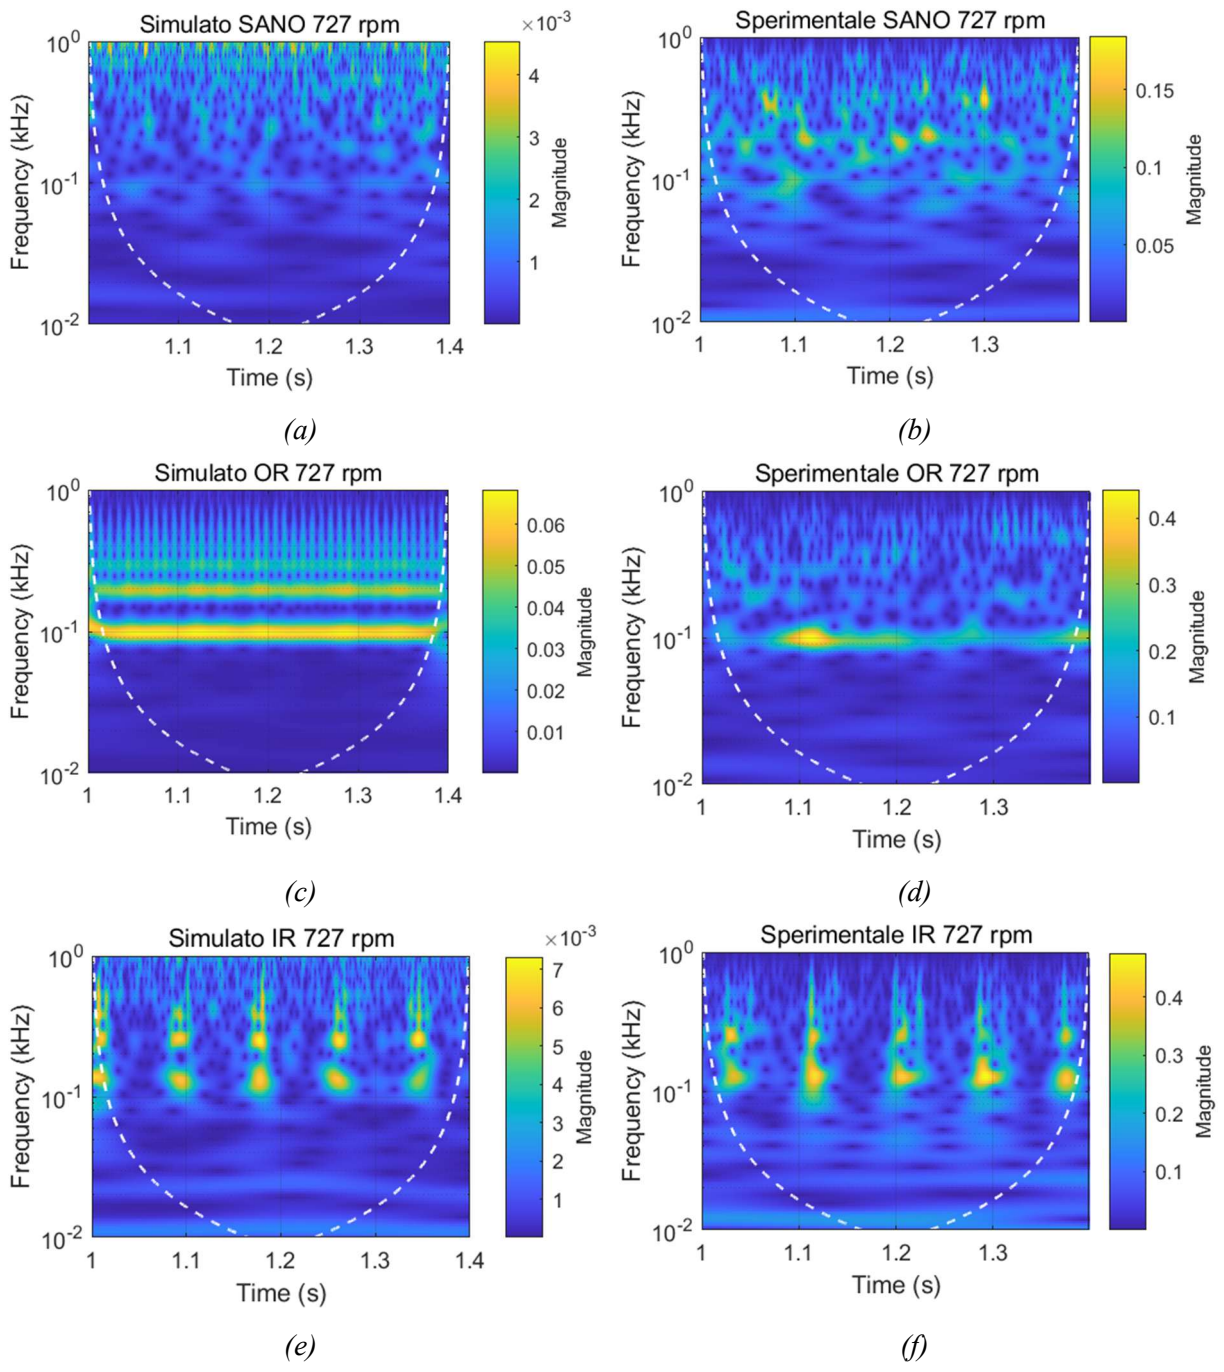 Simulato SANO 727 rpm
×10⁻³
10⁰
10⁻¹
10⁻²
Frequency (kHz)
1.1
1.2
1.3
1.4
Time (s)
4
3
2
1
Magnitude
(a)
Sperimentale SANO 727 rpm
10⁰
10⁻¹
10⁻²
Frequency (kHz)
1
1.1
1.2
1.3
Time (s)
0.15
0.1
0.05
Magnitude
(b)
Simulato OR 727 rpm
10⁰
10⁻¹
10⁻²
Frequency (kHz)
1
1.1
1.2
1.3
1.4
Time (s)
0.06
0.05
0.04
0.03
0.02
0.01
Magnitude
(c)
Sperimentale OR 727 rpm
10⁰
10⁻¹
10⁻²
Frequency (kHz)
1
1.1
1.2
1.3
Time (s)
0.4
0.3
0.2
0.1
Magnitude
(d)
Simulato IR 727 rpm
×10⁻³
10⁰
10⁻¹
10⁻²
Frequency (kHz)
1
1.1
1.2
1.3
1.4
Time (s)
7
6
5
4
3
2
1
Magnitude
(e)
Sperimentale IR 727 rpm
10⁰
10⁻¹
10⁻²
Frequency (kHz)
1
1.1
1.2
1.3
Time (s)
0.4
0.3
0.2
0.1
Magnitude
(f)